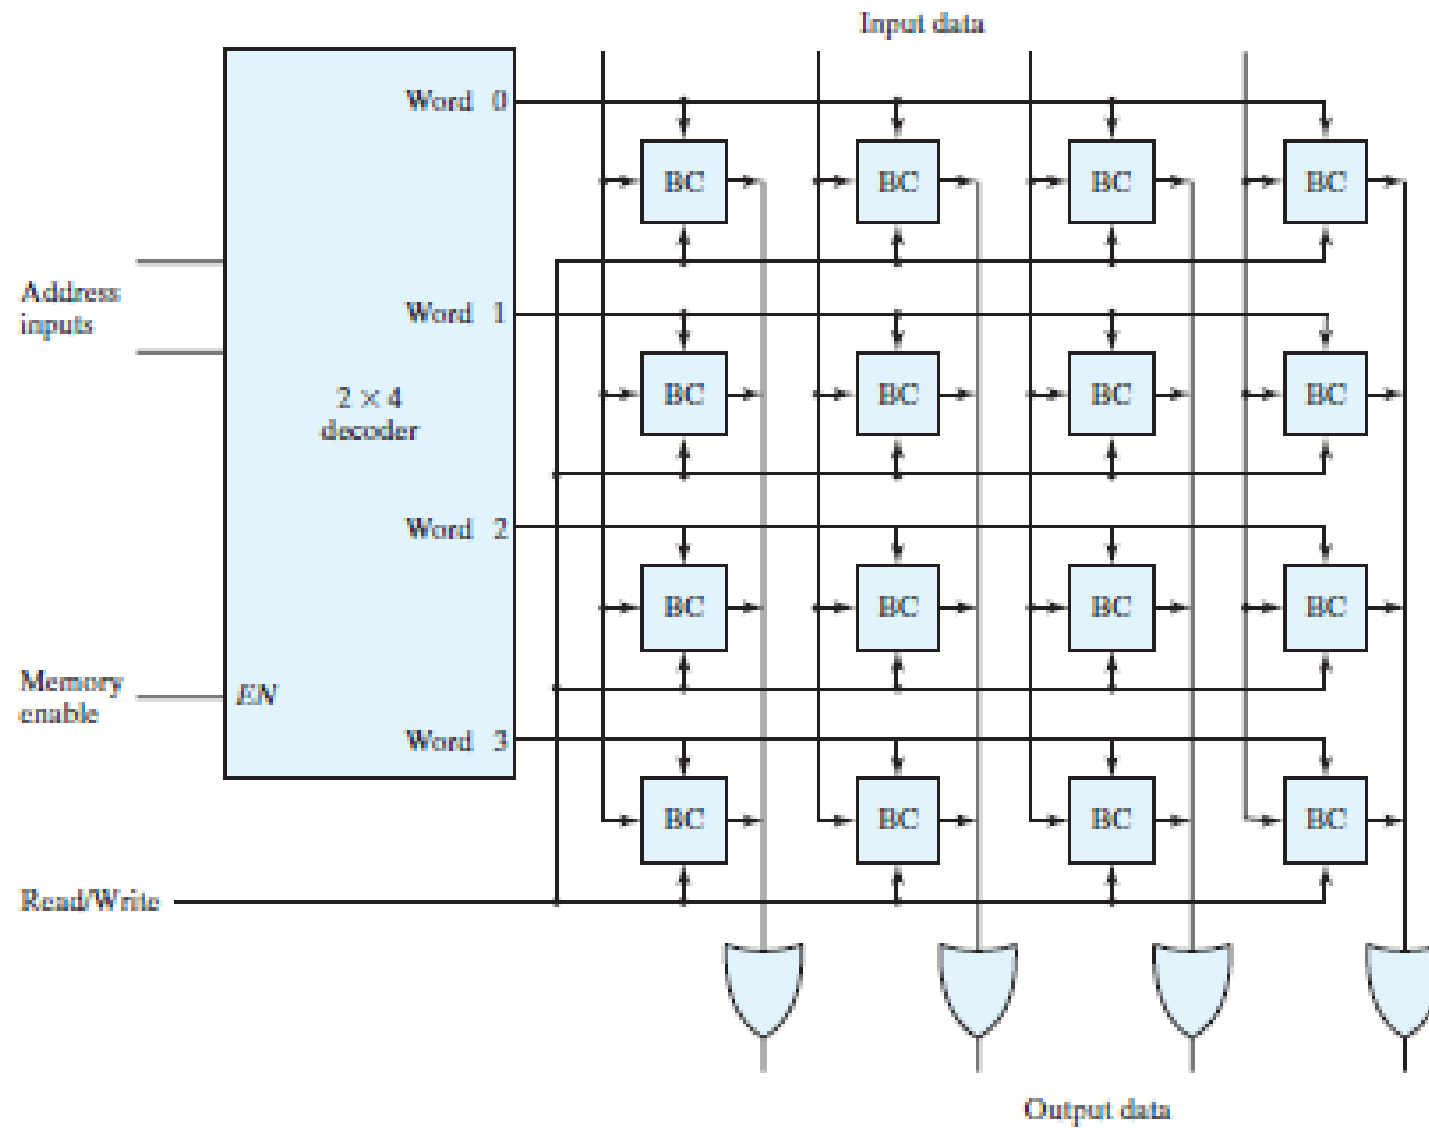 Input data
Word 0
BC BC BC BC
Address
inputs
Word 1
BC BC BC BC
2 × 4
decoder
Word 2
BC BC BC BC
Memory
enable
EN
Word 3
BC BC BC BC
Read/Write
Output data